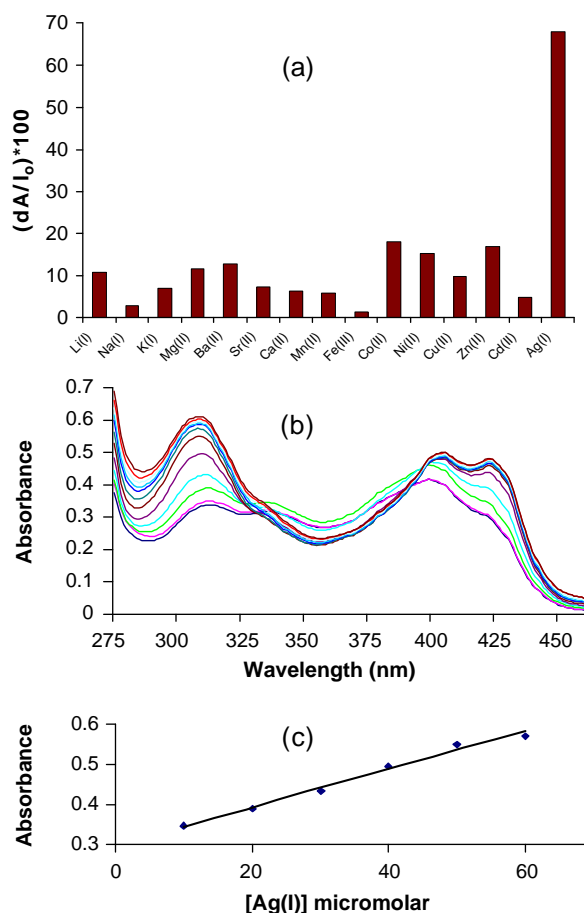 70
(a)
60
50
40
(dA/Io)*100
30
20
10
0
Li(I) Na(I) K(I) Mg(II) Ba(II) Sr(II) Ca(II) Mn(II) Fe(III) Co(II) Ni(II) Cu(II) Zn(II) Cd(II) Ag(I)
0.7
(b)
0.6
0.5
0.4
Absorbance
0.3
0.2
0.1
0
275 300 325 350 375 400 425 450
Wavelength (nm)
0.6
(c)
0.5
Absorbance
0.4
0.3
0 20 40 60
[Ag(I)] micromolar